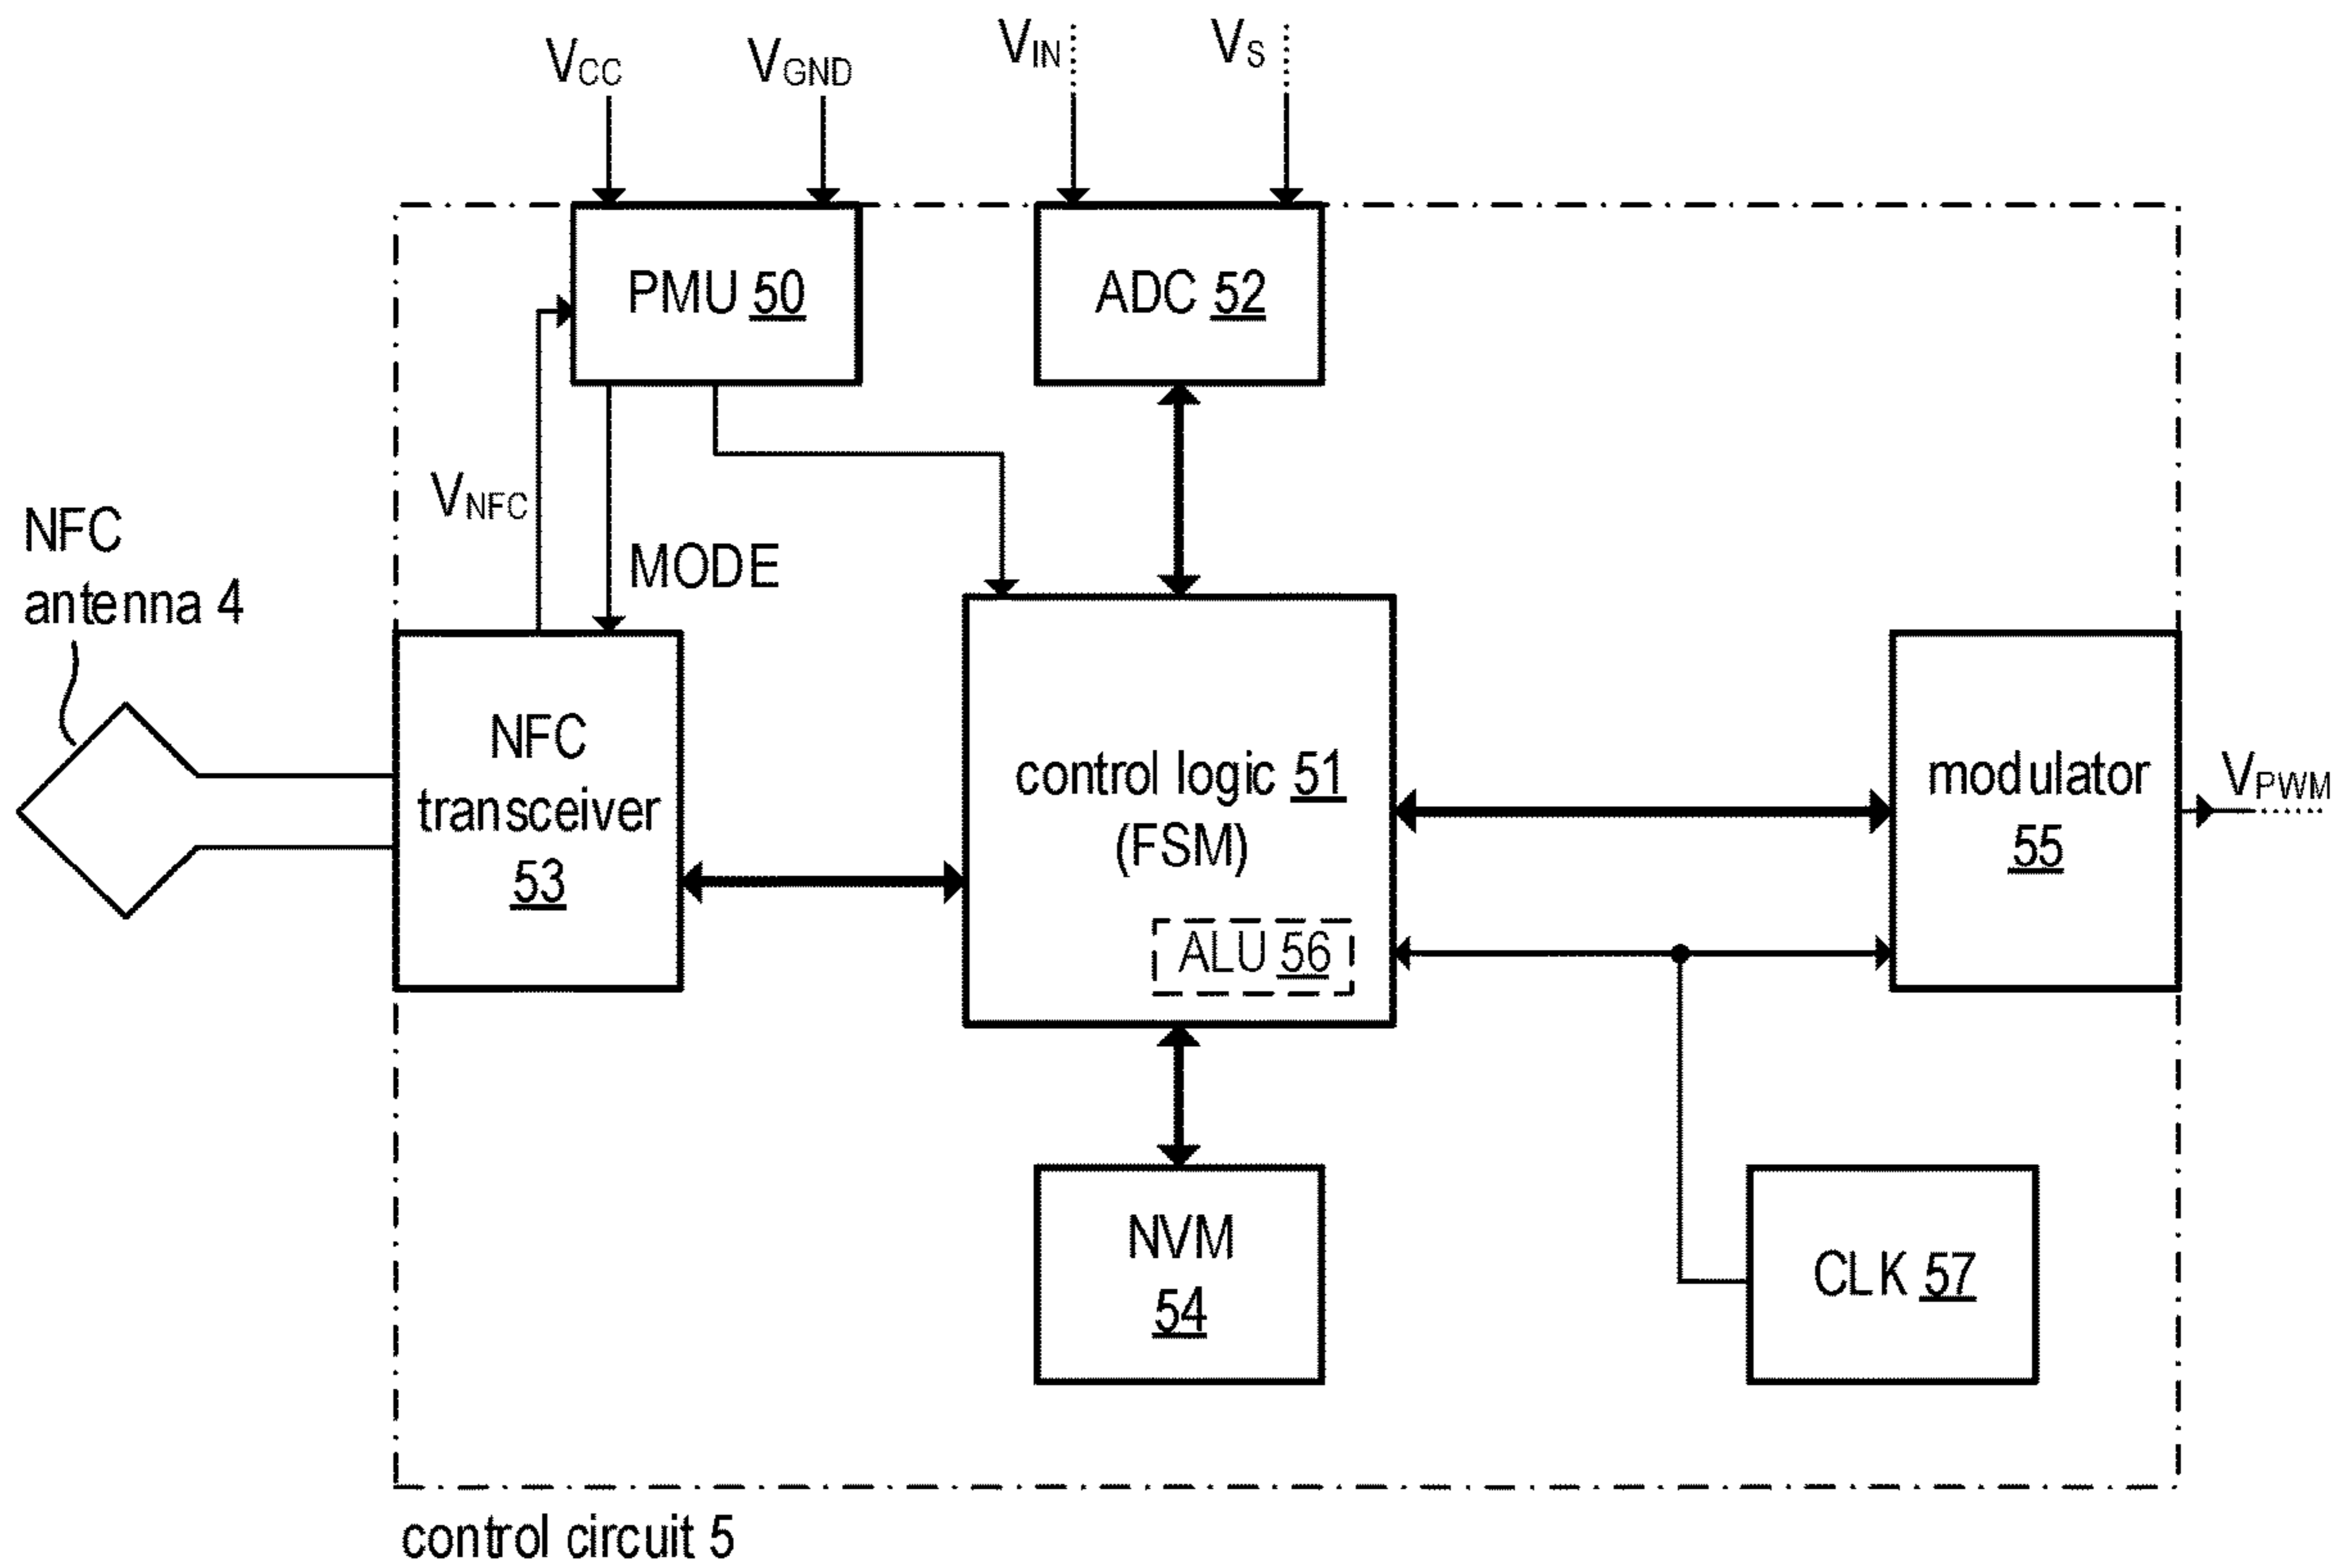 VCC
VGND
VIN
VS
PMU 50
ADC 52
VNFC
MODE
NFC
antenna 4
NFC
transceiver
53
control logic 51
(FSM)
ALU 56
modulator
55
VPWM
NVM
54
CLK 57
control circuit 5